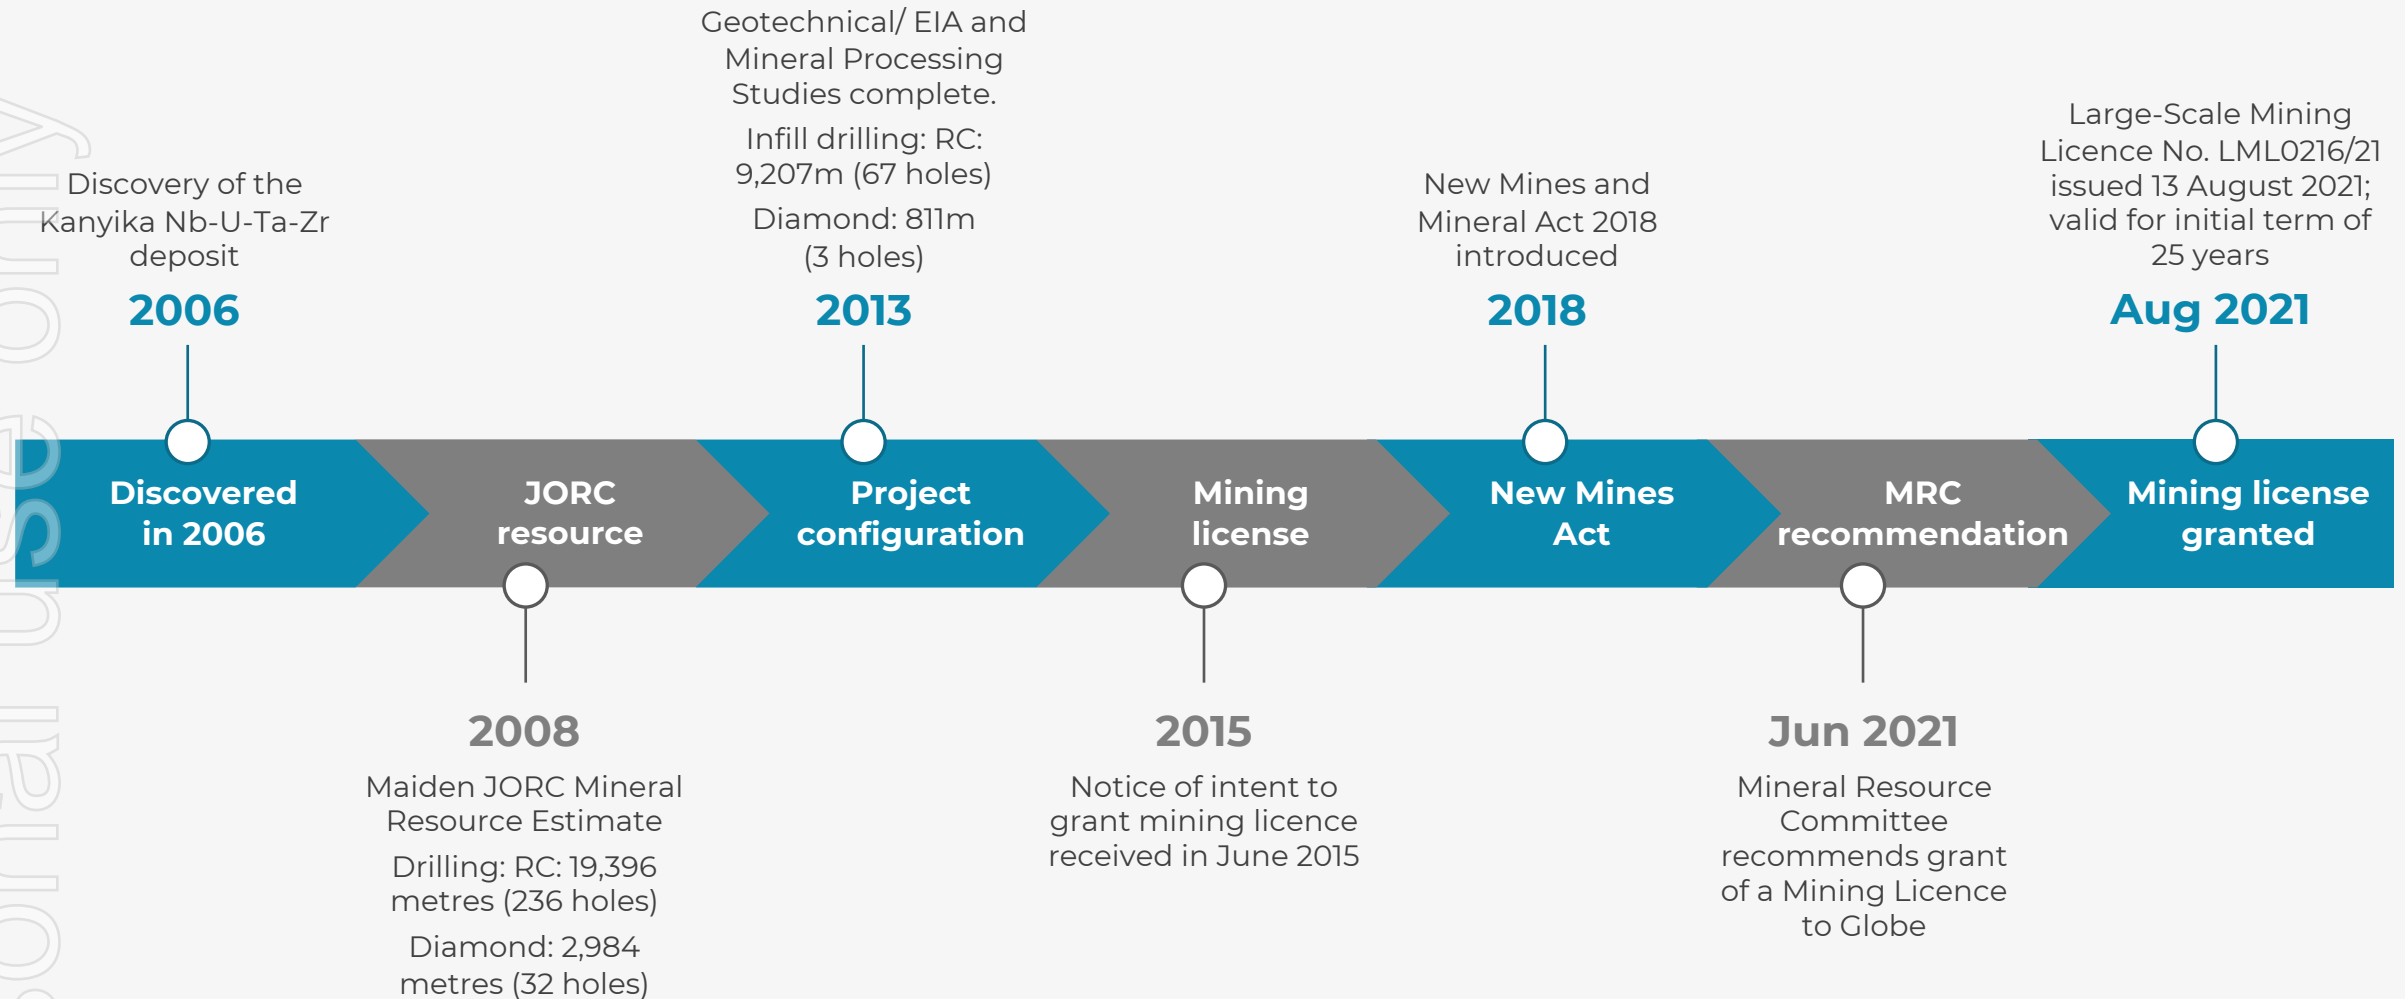 Discovery of the
Kanyika Nb-U-Ta-Zr
deposit
2006
Geotechnical/ EIA and
Mineral Processing
Studies complete.
Infill drilling: RC:
9,207m (67 holes)
Diamond: 811m
(3 holes)
2013
New Mines and
Mineral Act 2018
introduced
2018
Large-Scale Mining
Licence No. LML0216/21
issued 13 August 2021;
valid for initial term of
25 years
Aug 2021
Discovered
in 2006
JORC
resource
Project
configuration
Mining
license
New Mines
Act
MRC
recommendation
Mining license
granted
2008
Maiden JORC Mineral
Resource Estimate
Drilling: RC: 19,396
metres (236 holes)
Diamond: 2,984
metres (32 holes)
2015
Notice of intent to
grant mining licence
received in June 2015
Jun 2021
Mineral Resource
Committee
recommends grant
of a Mining Licence
to Globe
use only